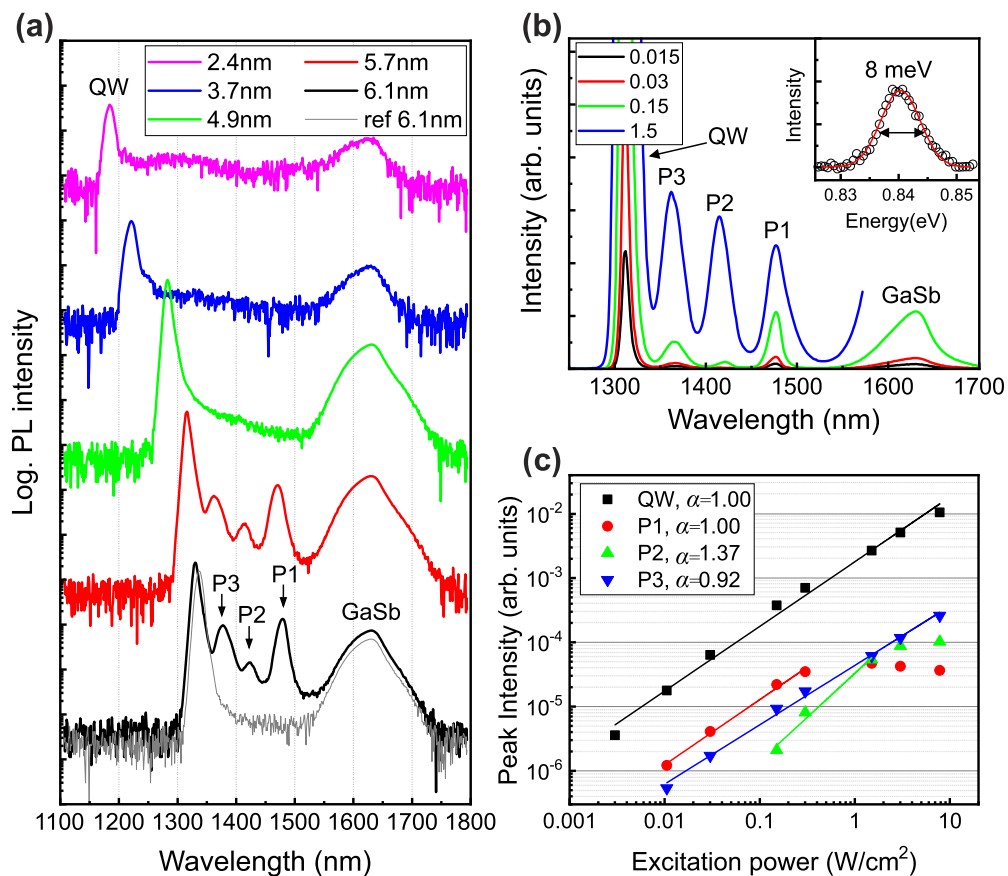 (a)
2.4nm
3.7nm
4.9nm
5.7nm
6.1nm
ref 6.1nm
QW
P3
P2
P1
GaSb
Log. PL intensity
1100 1200 1300 1400 1500 1600 1700 1800
Wavelength (nm)
(b)
0.015
0.03
0.15
1.5
QW
P3
P2
P1
GaSb
Intensity (arb. units)
1300 1400 1500 1600 1700
Wavelength (nm)
8 meV
Intensity
0.83 0.84 0.85
Energy(eV)
(c)
QW, α=1.00
P1, α=1.00
P2, α=1.37
P3, α=0.92
Peak Intensity (arb. units)
10⁻²
10⁻³
10⁻⁴
10⁻⁵
10⁻⁶
0.001 0.01 0.1 1 10
Excitation power (W/cm²)